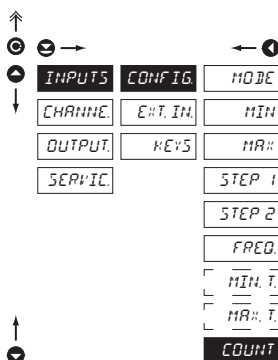 INPUTS CONFIG. MODE
CHANNE. EXT. IN. MIN
OUTPUT. KEYS MAX
SERVIC. STEP 1
STEP 2
FREQ.
MIN. T.
MAX. T.
COUNT